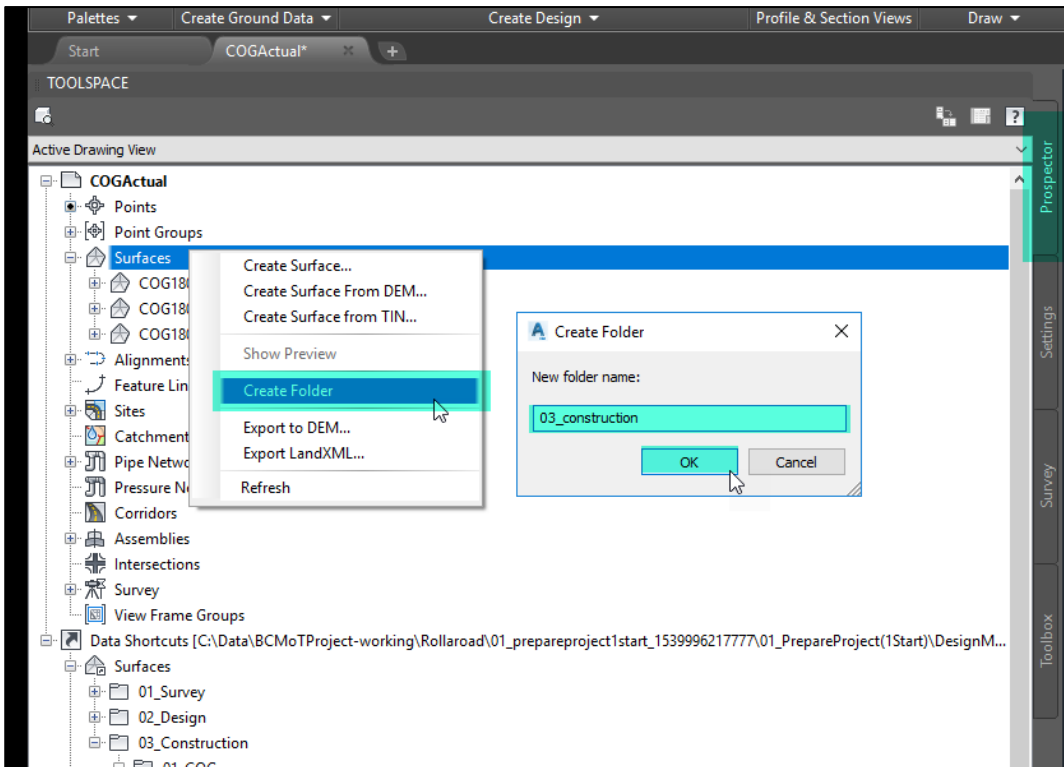 Palettes Create Ground Data Create Design Profile & Section Views Draw
Start COGActual* +
TOOLSPACE
?
Active Drawing View
COGActual
Points
Point Groups
Surfaces
COG180
COG180
COG180
Alignments
Feature Lin
Sites
Catchment
Pipe Netwo
Pressure N
Corridors
Assemblies
Intersections
Survey
View Frame Groups
Data Shortcuts [C:\Data\BCMoTProject-working\Rollaroad\01_prepareproject1start_1539996217777\01_PrepareProject(1Start)\DesignM...
Surfaces
01_Survey
02_Design
03_Construction
01_COG
Create Surface...
Create Surface From DEM...
Create Surface from TIN...
Show Preview
Create Folder
Export to DEM...
Export LandXML...
Refresh
Create Folder
New folder name:
03_construction
OK Cancel
Prospector
Settings
Survey
Toolbox